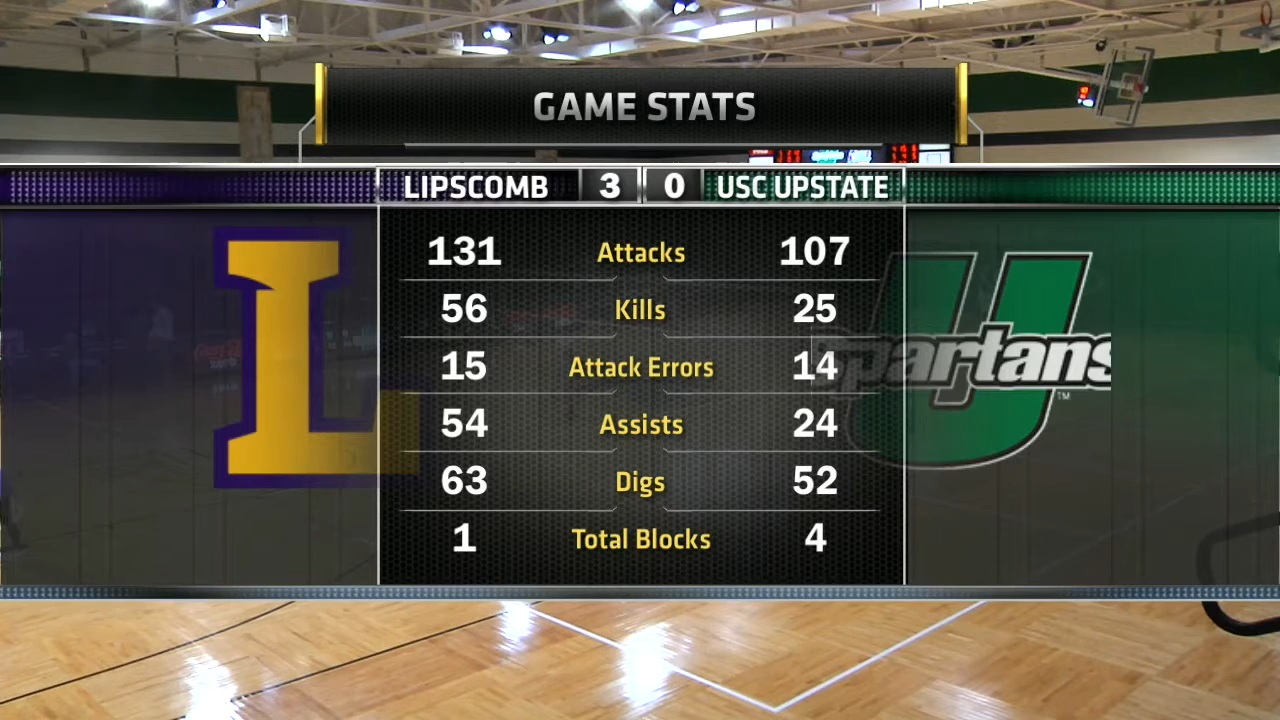 GAME STATS
LIPSCOMB 3 0 USC UPSTATE
131 Attacks 107
56 Kills 25
15 Attack Errors 14
54 Assists 24
63 Digs 52
1 Total Blocks 4
L
U
Spartans
TM